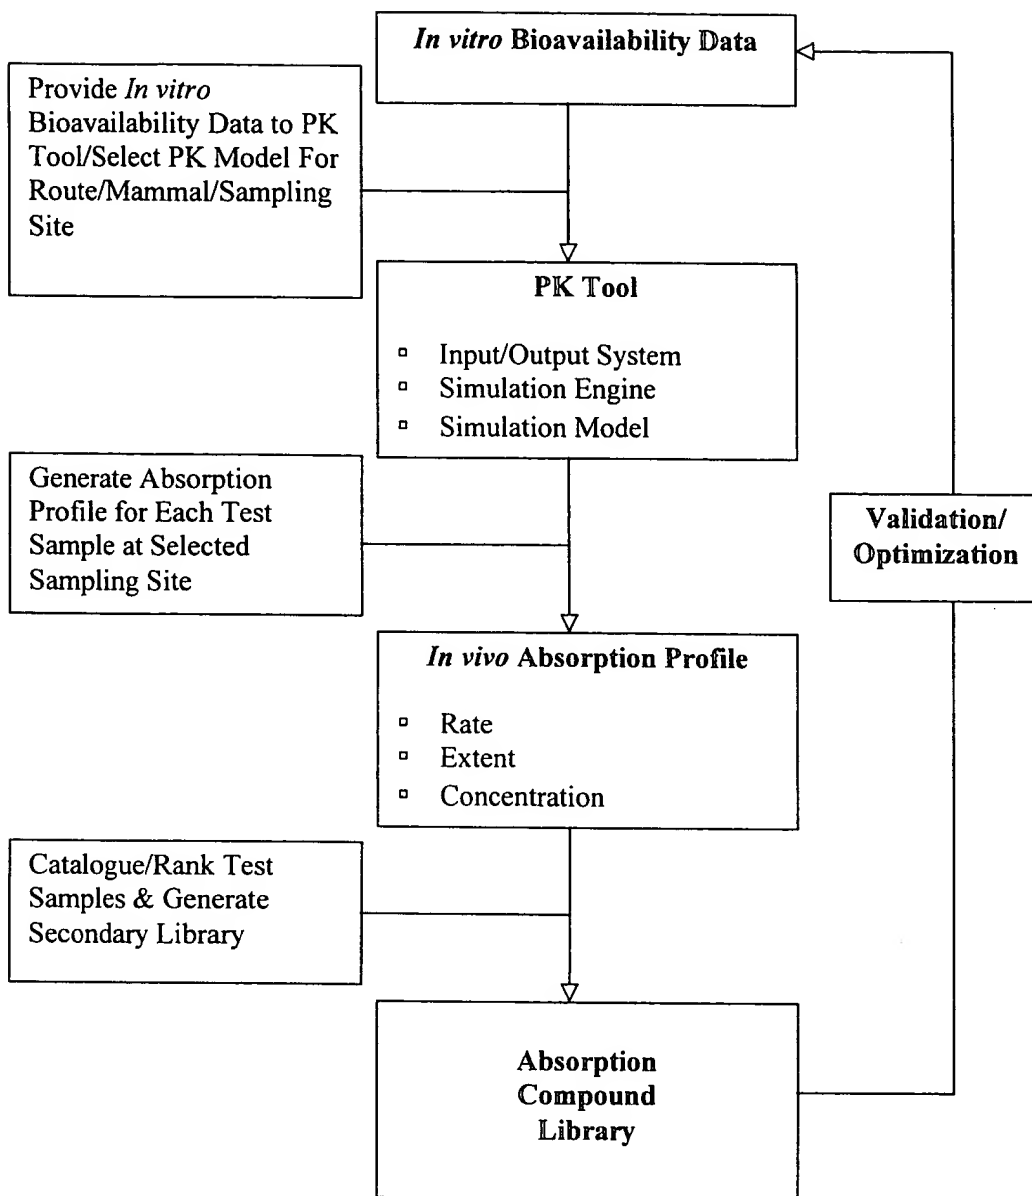 In vitro Bioavailability Data
Provide In vitro
Bioavailability Data to PK
Tool/Select PK Model For
Route/Mammal/Sampling
Site
PK Tool
Input/Output System
Simulation Engine
Simulation Model
Generate Absorption
Profile for Each Test
Sample at Selected
Sampling Site
Validation/
Optimization
In vivo Absorption Profile
Rate
Extent
Concentration
Catalogue/Rank Test
Samples & Generate
Secondary Library
Absorption
Compound
Library